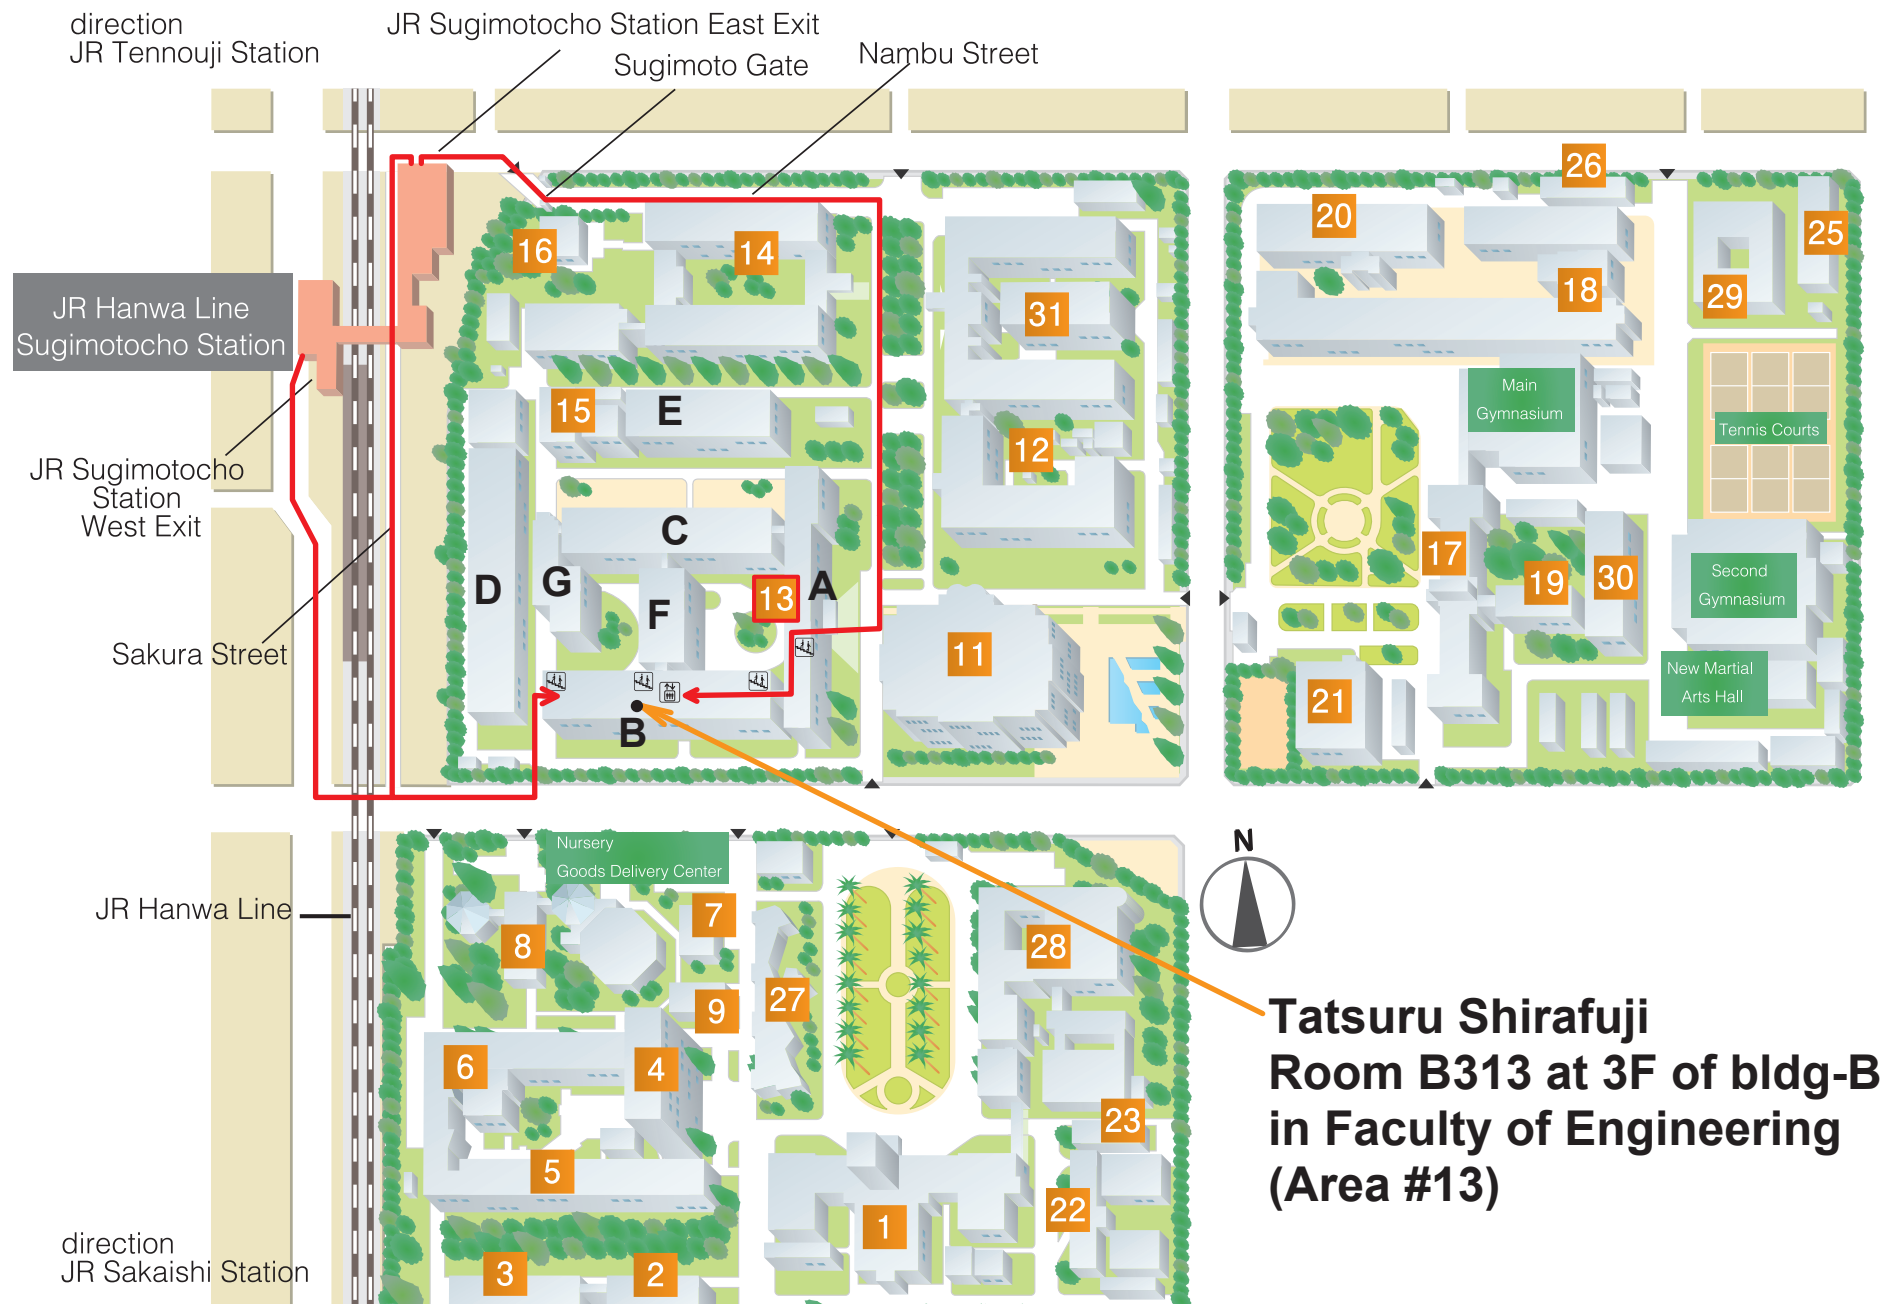 direction
JR Tennouji Station
JR Sugimotocho Station East Exit
Sugimoto Gate
Nambu Street
26
20
25
16
14
18
29
31
JR Hanwa Line
Sugimotocho Station
15
E
Main
Gymnasium
Tennis Courts
12
JR Sugimotocho
Station
West Exit
C
17
D
G
F
13
A
19
30
Second
Gymnasium
Sakura Street
11
New Martial
Arts Hall
21
B
Nursery
Goods Delivery Center
N
JR Hanwa Line
7
8
28
27
9
Tatsuru Shirafuji
Room B313 at 3F of bldg-B
in Faculty of Engineering
(Area #13)
6
4
23
5
22
1
direction
JR Sakaishi Station
3
2